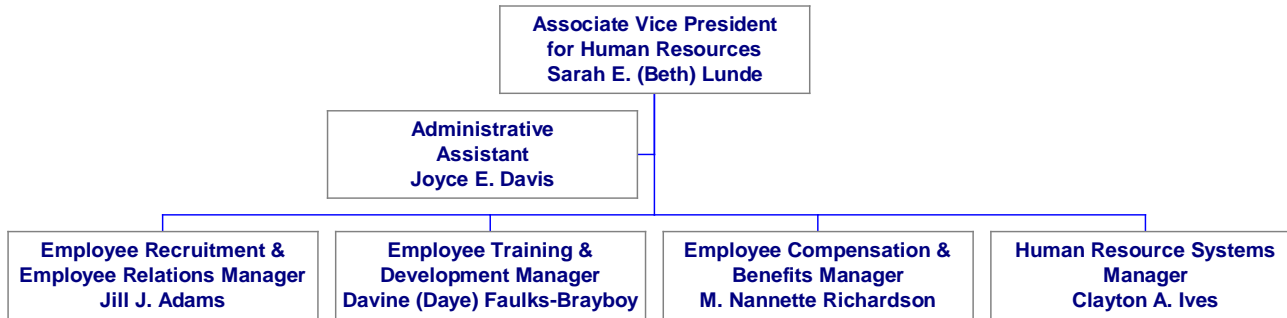 Associate Vice President
for Human Resources
Sarah E. (Beth) Lunde
Administrative
Assistant
Joyce E. Davis
Employee Recruitment &
Employee Relations Manager
Jill J. Adams
Employee Training &
Development Manager
Davine (Daye) Faulks-Brayboy
Employee Compensation &
Benefits Manager
M. Nannette Richardson
Human Resource Systems
Manager
Clayton A. Ives